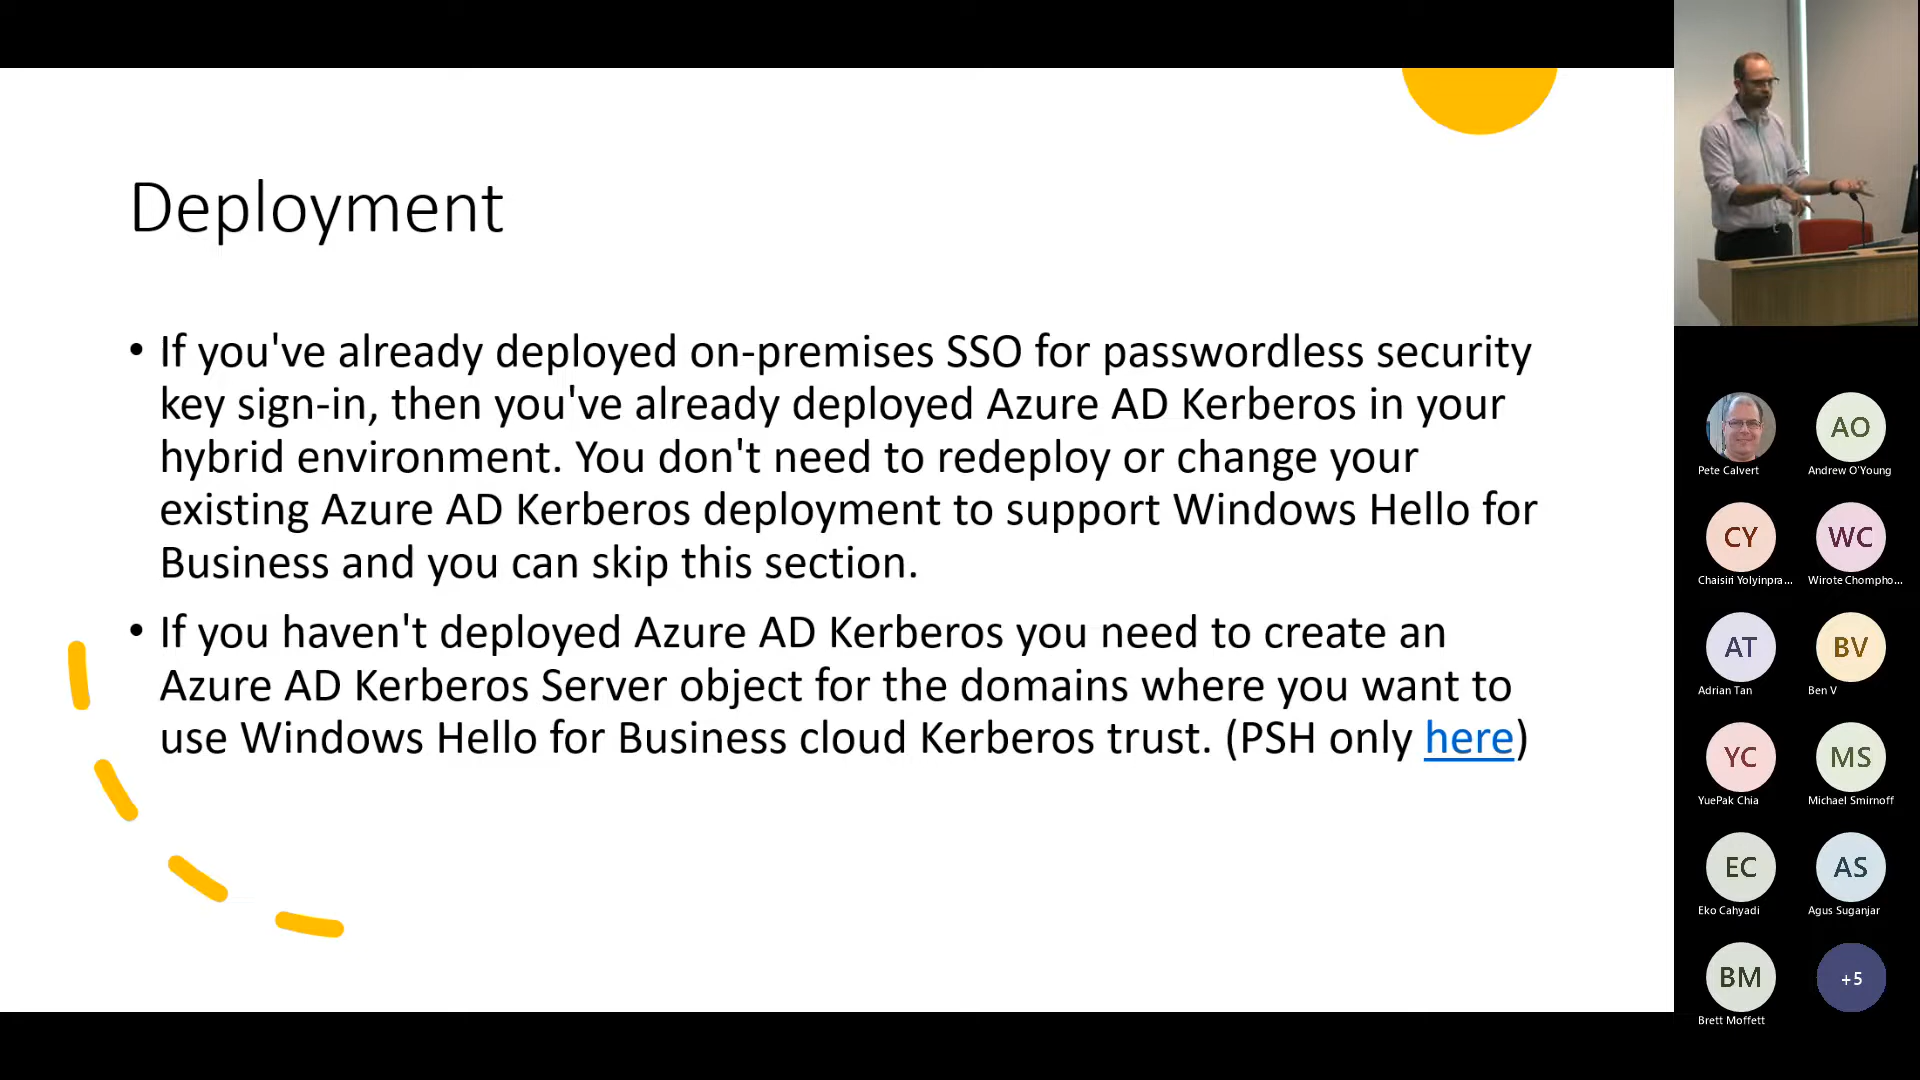 Deployment
• If you've already deployed on-premises SSO for passwordless security
key sign-in, then you've already deployed Azure AD Kerberos in your
hybrid environment. You don't need to redeploy or change your
existing Azure AD Kerberos deployment to support Windows Hello for
Business and you can skip this section.
• If you haven't deployed Azure AD Kerberos you need to create an
Azure AD Kerberos Server object for the domains where you want to
use Windows Hello for Business cloud Kerberos trust. (PSH only here)
Pete Calvert
AO
Andrew O'Young
CY
Chaisiri Yolyinpra...
WC
Wirote Chompho...
AT
Adrian Tan
BV
Ben V
YC
YuePak Chia
MS
Michael Smirnoff
EC
Eko Cahyadi
AS
Agus Suganjar
BM
Brett Moffett
+5